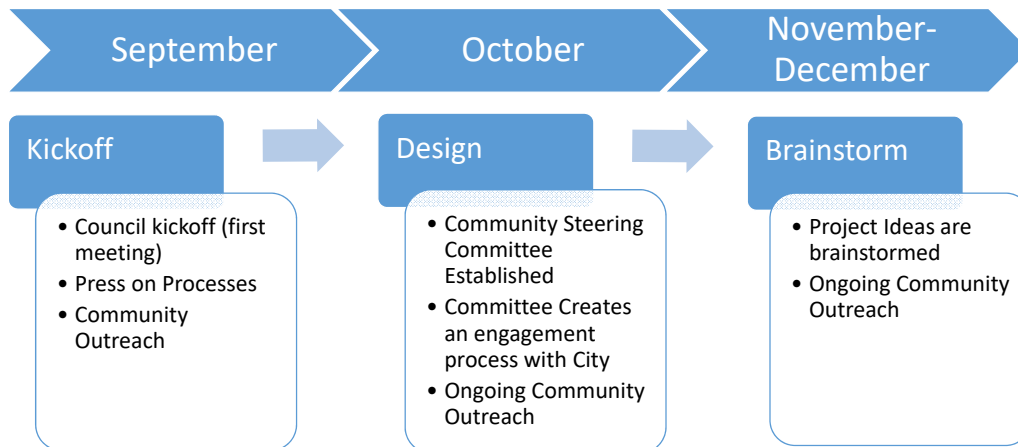 September
October
November-
December
Kickoff
• Council kickoff (first
meeting)
• Press on Processes
• Community
Outreach
Design
• Community Steering
Committee
Established
• Committee Creates
an engagement
process with City
• Ongoing Community
Outreach
Brainstorm
• Project Ideas are
brainstormed
• Ongoing Community
Outreach